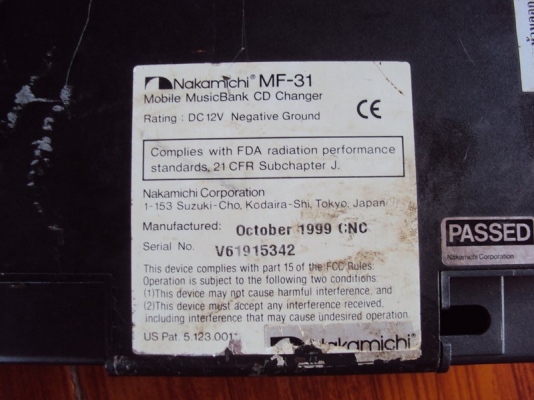 Nakamichi® MF-31
Mobile MusicBank CD Changer
Rating : DC12V Negative Ground
CE
Complies with FDA radiation performance
standards, 21 CFR Subchapter J.
Nakamichi Corporation
1-153 Suzuki-Cho, Kodaira-Shi, Tokyo, Japan
Manufactured: October 1999 CNC
Serial No. V61915342
This device complies with part 15 of the FCC Rules.
Operation is subject to the following two conditions:
(1)This device may not cause harmful interference, and
(2)This device must accept any interference received,
including interference that may cause undesired operation.
US Pat. 5.123.001
Nakamichi
PASSED
Nakamichi Corporation